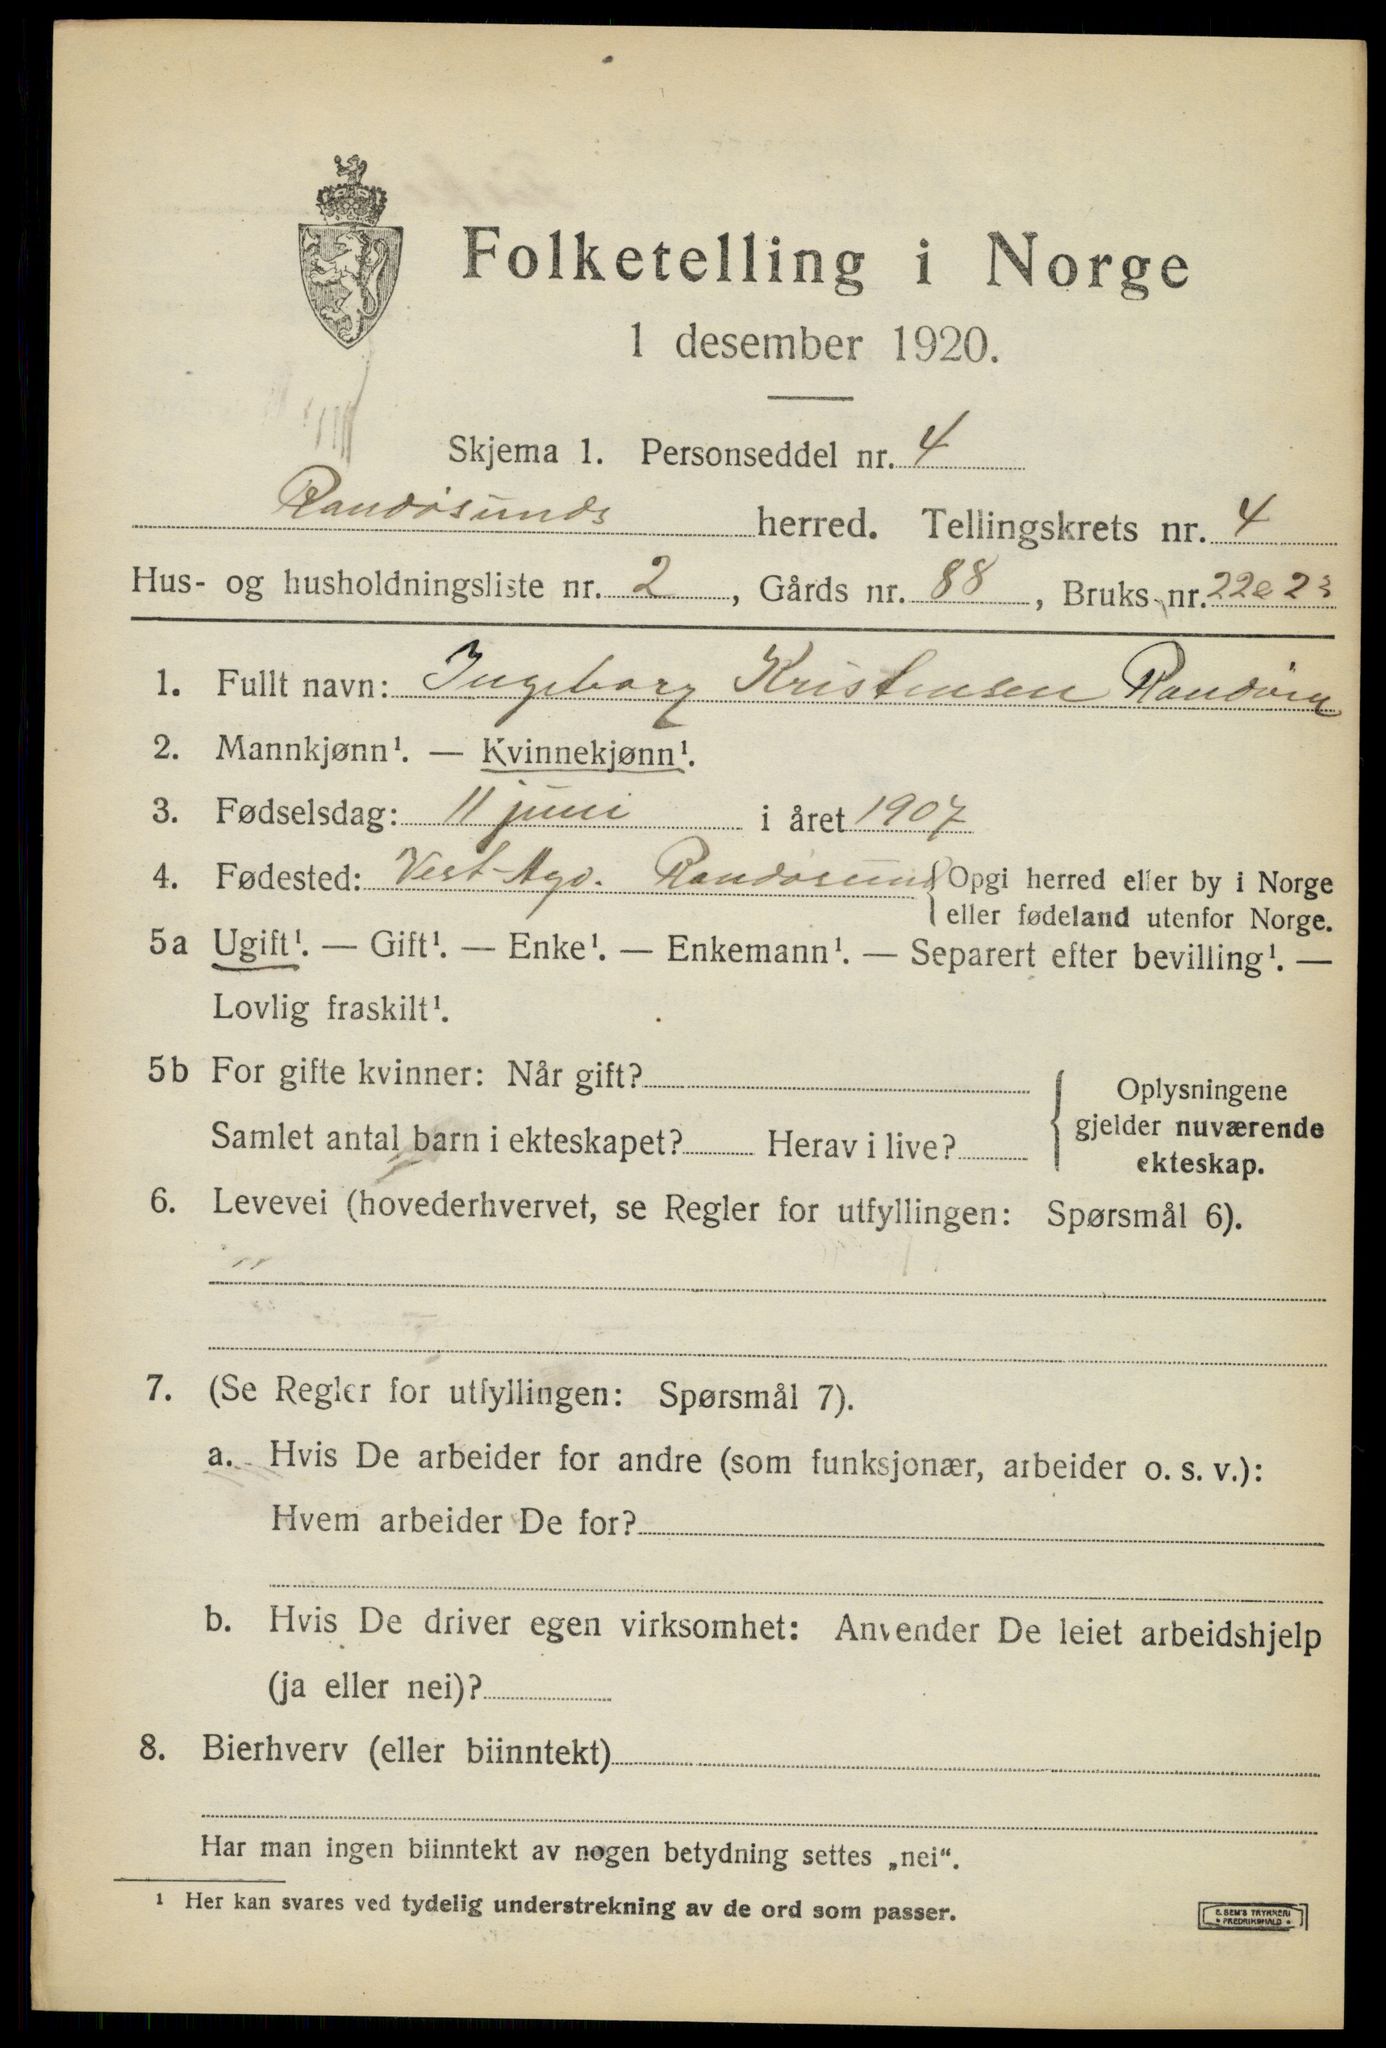 Folketelling i Norge
1 desember 1920.
Skjema 1. Personseddel nr. 4
Randøsunds herred. Tellingskrets nr. 4
Hus- og husholdningsliste nr. 2, Gårds nr. 88, Bruks nr. 22 & 23
1. Fullt navn: Ingeborg Kristensen Randøen
2. Mannkjønn¹. — Kvinnekjønn¹.
3. Fødselsdag: 11 juni i året 1907
4. Fødested: Vest-Agd. Randøsund {Opgi herred eller by i Norge
eller fødeland utenfor Norge.
5a Ugift¹. — Gift¹. — Enke¹. — Enkemann¹. — Separert efter bevilling¹. —
Lovlig fraskilt¹.
5b For gifte kvinner: Når gift?
Samlet antal barn i ekteskapet? Herav i live?
Oplysningene
gjelder nuværende
ekteskap.
6. Levevei (hovederhvervet, se Regler for utfyllingen: Spørsmål 6).
"
7. (Se Regler for utfyllingen: Spørsmål 7).
a. Hvis De arbeider for andre (som funksjonær, arbeider o. s. v.):
Hvem arbeider De for?
b. Hvis De driver egen virksomhet: Anvender De leiet arbeidshjelp
(ja eller nei)?
8. Bierhverv (eller biinntekt)
Har man ingen biinntekt av nogen betydning settes „nei“.
¹ Her kan svares ved tydelig understrekning av de ord som passer.
E. SEM'S TRYKKERI
• FREDRIKSHALD •